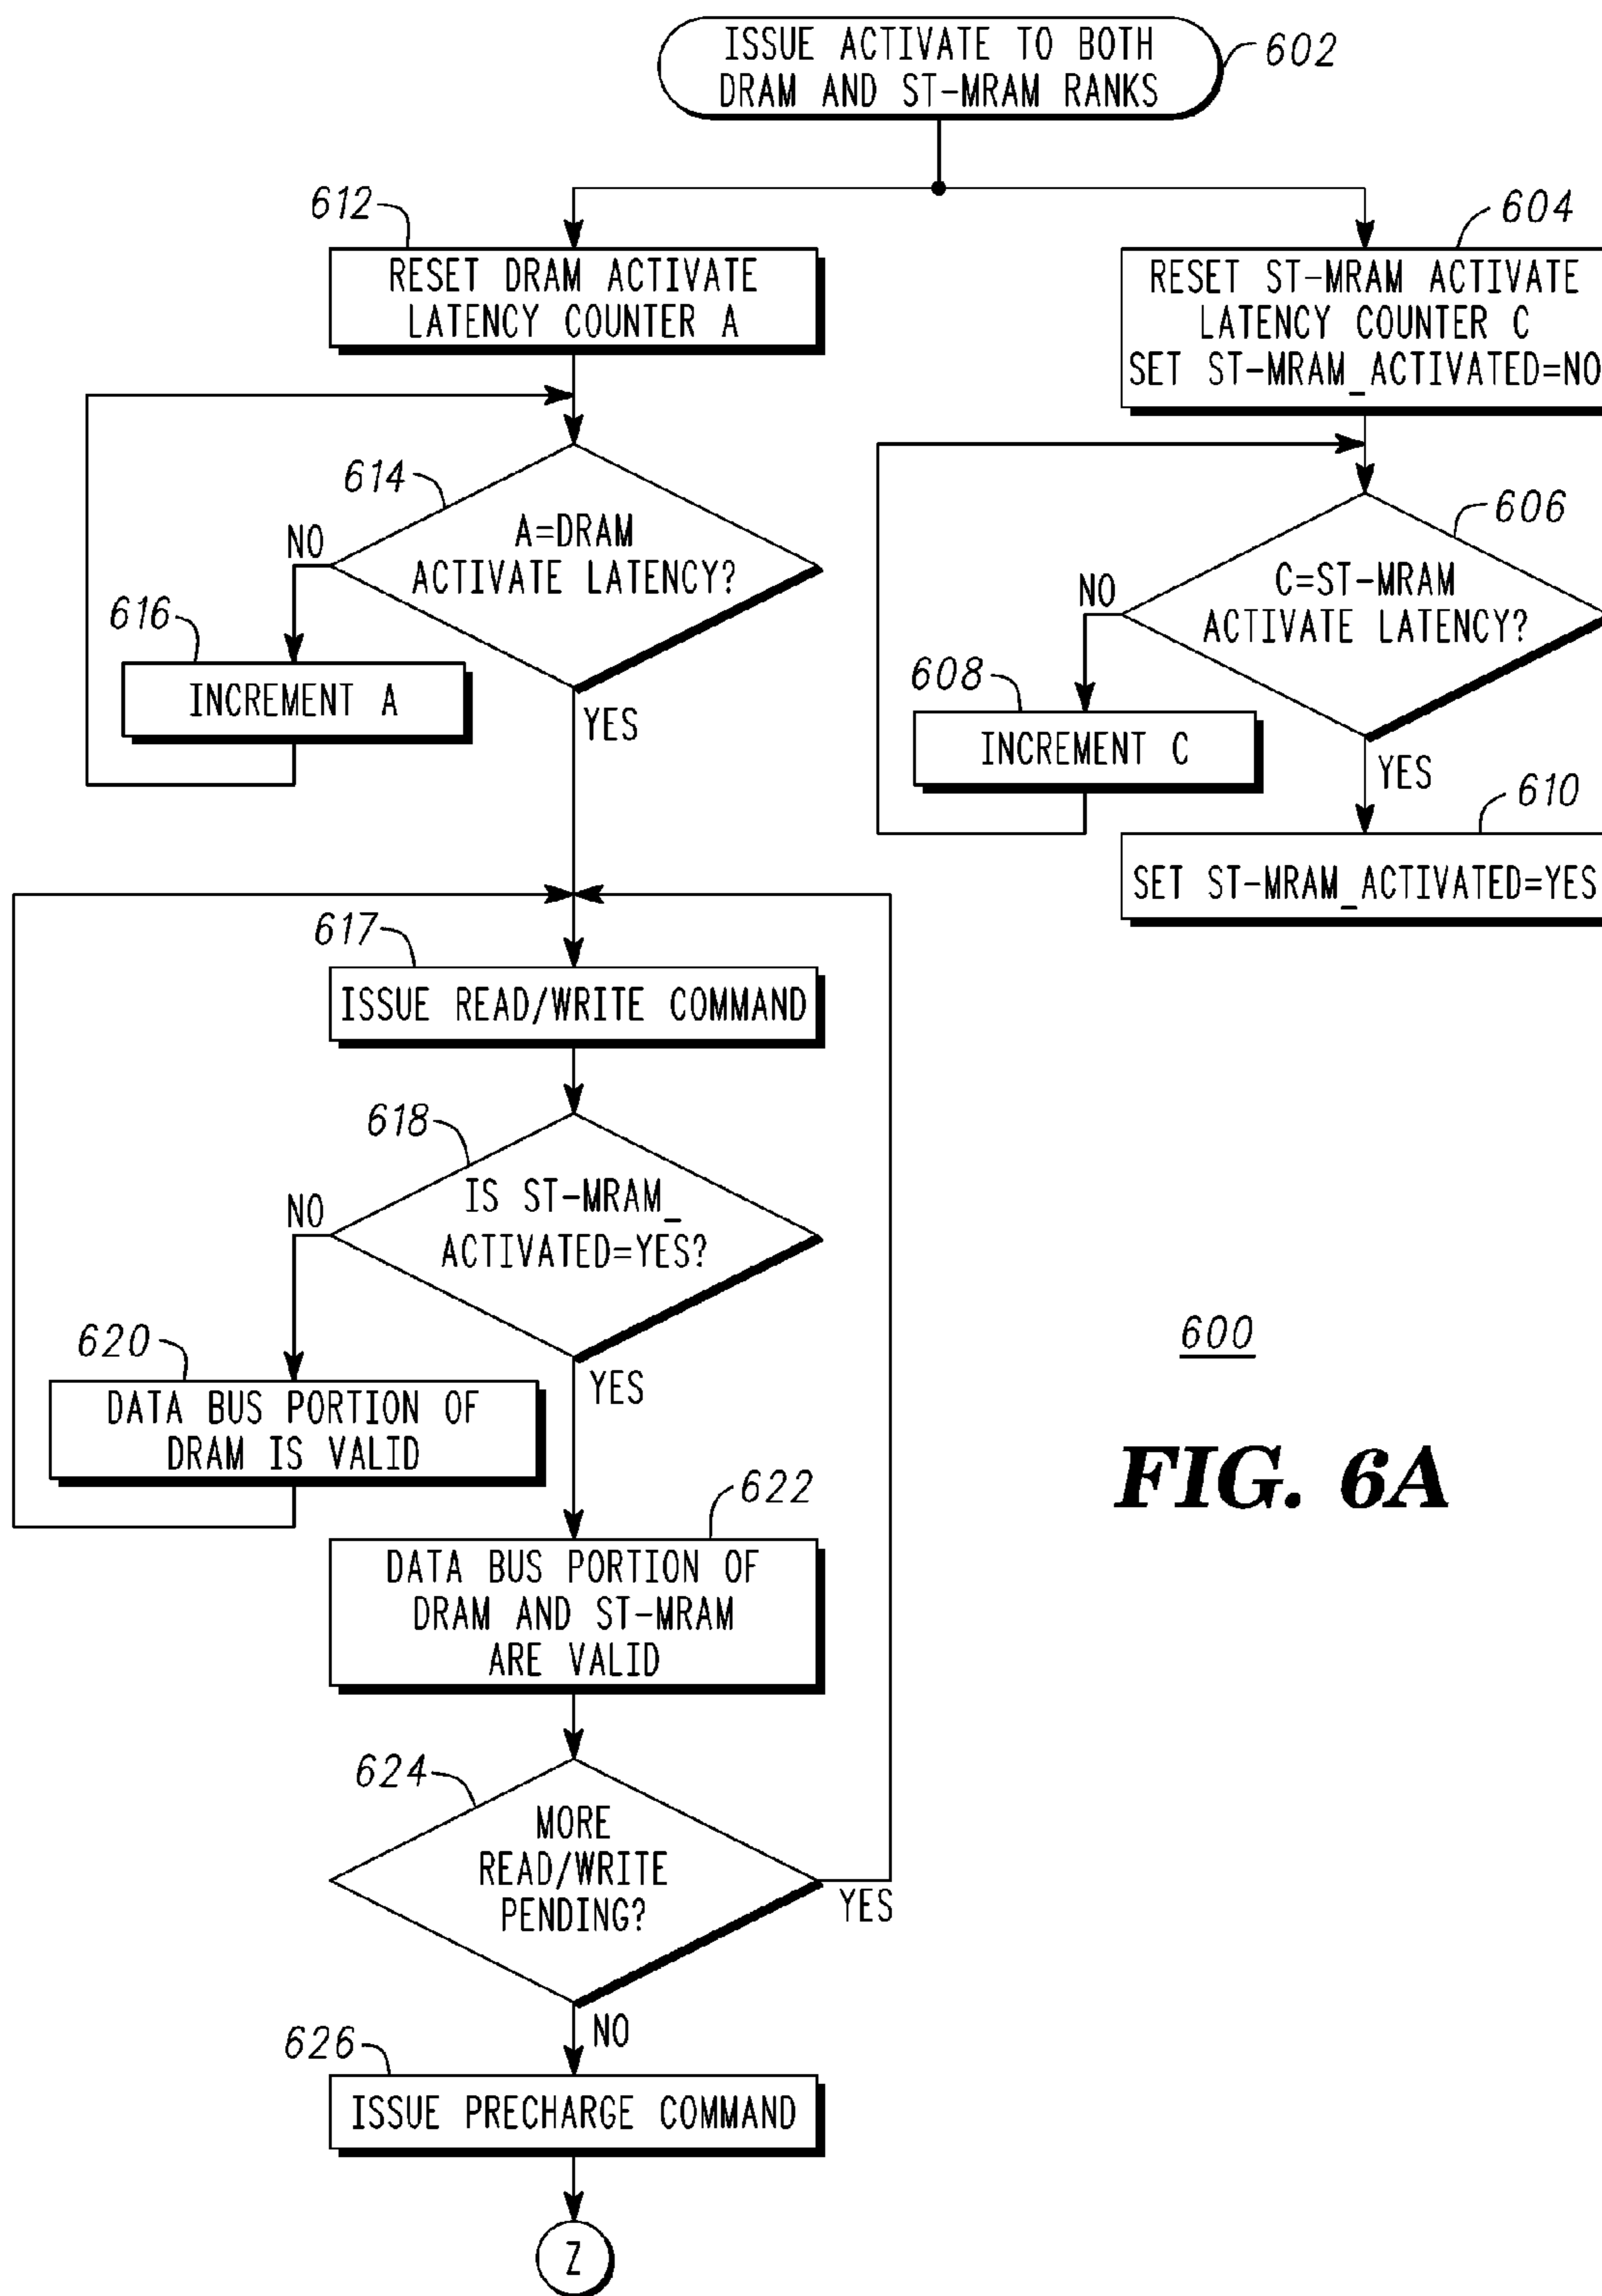 ISSUE ACTIVATE TO BOTH
DRAM AND ST-MRAM RANKS
602
612
RESET DRAM ACTIVATE
LATENCY COUNTER A
604
RESET ST-MRAM ACTIVATE
LATENCY COUNTER C
SET ST-MRAM_ACTIVATED=NO
614
A=DRAM
ACTIVATE LATENCY?
NO
616
INCREMENT A
YES
606
C=ST-MRAM
ACTIVATE LATENCY?
NO
608
INCREMENT C
YES
610
SET ST-MRAM_ACTIVATED=YES
617
ISSUE READ/WRITE COMMAND
618
IS ST-MRAM_
ACTIVATED=YES?
NO
620
DATA BUS PORTION OF
DRAM IS VALID
YES
622
DATA BUS PORTION OF
DRAM AND ST-MRAM
ARE VALID
624
MORE
READ/WRITE
PENDING?
YES
NO
626
ISSUE PRECHARGE COMMAND
Z
600
FIG. 6A